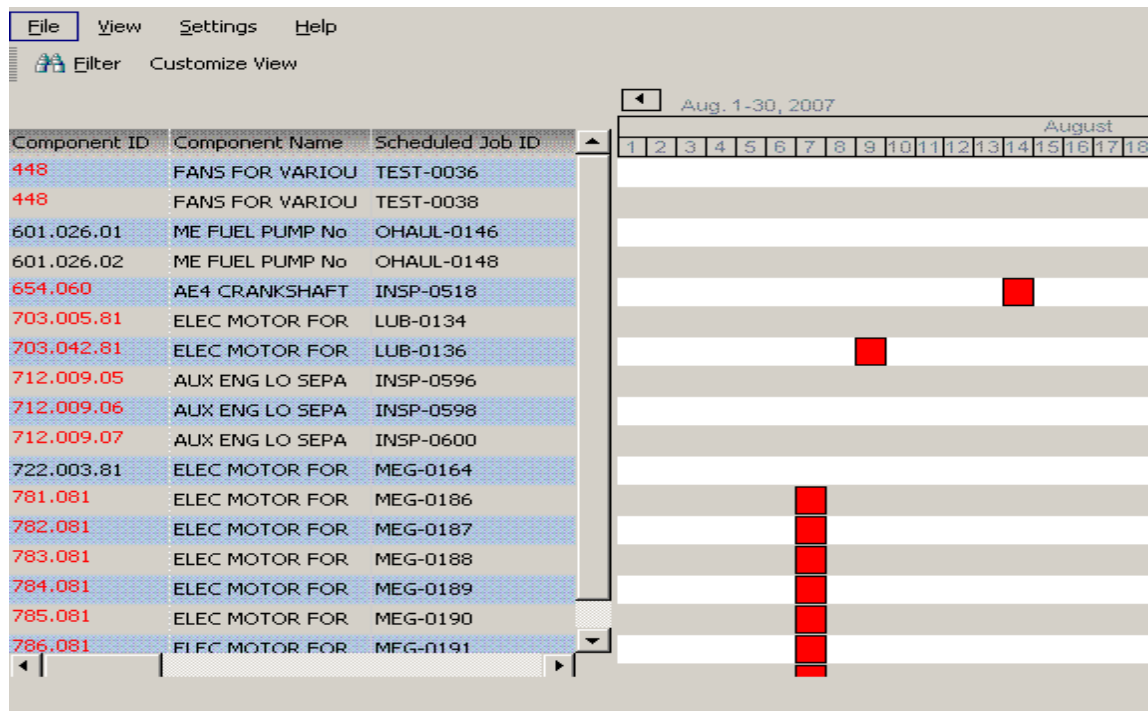 File View Settings Help
Filter Customize View
Aug. 1-30, 2007
August
Component ID Component Name Scheduled Job ID 1 2 3 4 5 6 7 8 9 10 11 12 13 14 15 16 17 18
448 FANS FOR VARIOU TEST-0036
448 FANS FOR VARIOU TEST-0038
601.026.01 ME FUEL PUMP No OHAUL-0146
601.026.02 ME FUEL PUMP No OHAUL-0148
654.060 AE4 CRANKSHAFT INSP-0518
703.005.81 ELEC MOTOR FOR LUB-0134
703.042.81 ELEC MOTOR FOR LUB-0136
712.009.05 AUX ENG LO SEPA INSP-0596
712.009.06 AUX ENG LO SEPA INSP-0598
712.009.07 AUX ENG LO SEPA INSP-0600
722.003.81 ELEC MOTOR FOR MEG-0164
781.081 ELEC MOTOR FOR MEG-0186
782.081 ELEC MOTOR FOR MEG-0187
783.081 ELEC MOTOR FOR MEG-0188
784.081 ELEC MOTOR FOR MEG-0189
785.081 ELEC MOTOR FOR MEG-0190
786.081 ELEC MOTOR FOR MEG-0191